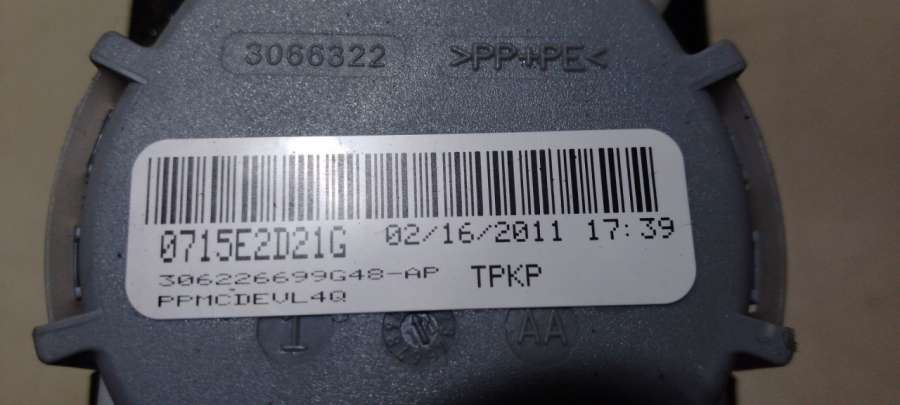 3066322 >PP+PE<
0715E2D21G 02/16/2011 17:39
306226699G48-AP TPKP
PPMCDEVL4Q
1 AA